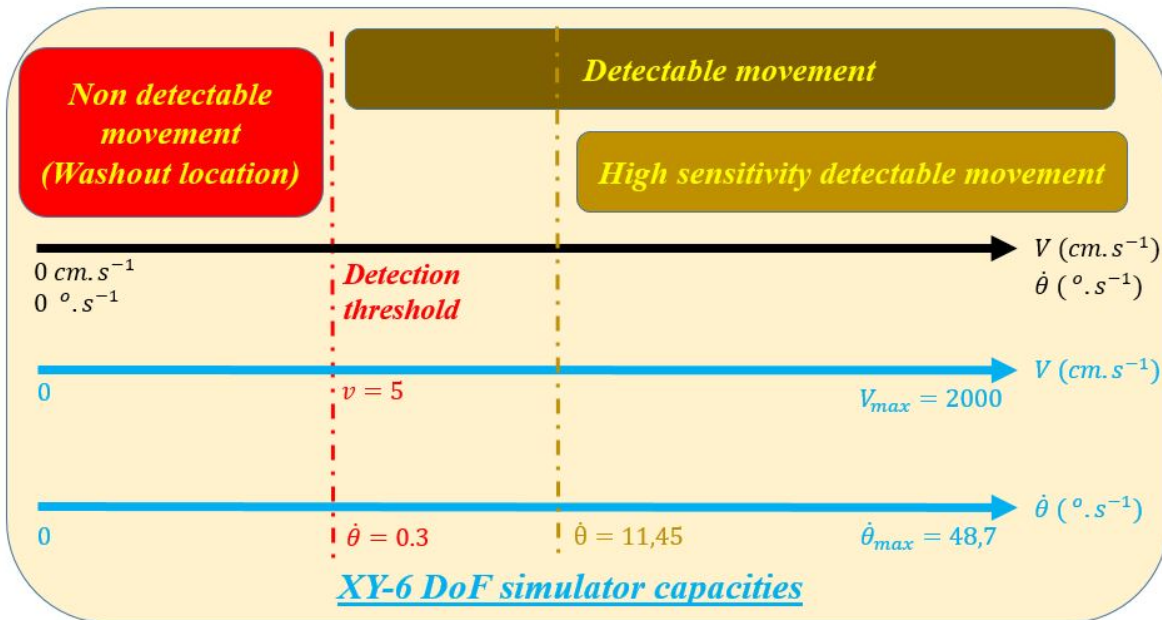 Non detectable
movement
(Washout location)
Detectable movement
High sensitivity detectable movement
0 cm.s⁻¹
0 °.s⁻¹
Detection
threshold
V (cm.s⁻¹)
θ̇ (°.s⁻¹)
0
v = 5
V_max = 2000
V (cm.s⁻¹)
0
θ̇ = 0.3
θ̇ = 11,45
θ̇_max = 48,7
θ̇ (°.s⁻¹)
XY-6 DoF simulator capacities